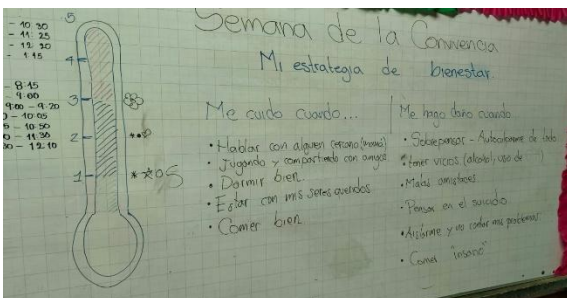 - 10 30
- 11: 25
- 12 20
- 1:15
- 8:15
- 9:00
9:00 - 9:20
- 10:05
- 10:50
- 11:30
- 12:10
5
4
3
2
1
Semana de la
Mi estrategia de bienestar
Me cuido cuando...
• Hablar con alguien cercano
• Jugando y compartiendo con amigos
• Dormir bien
• Estar con mis seres queridos
• Comer bien
Me hago daño cuando
• Sobrepensar -
• tener vicios (alcohol, uso de
• Malas amistades
• Pensar en el suicidio
• Aislarme y no contar mis problemas
• Comer "insano"